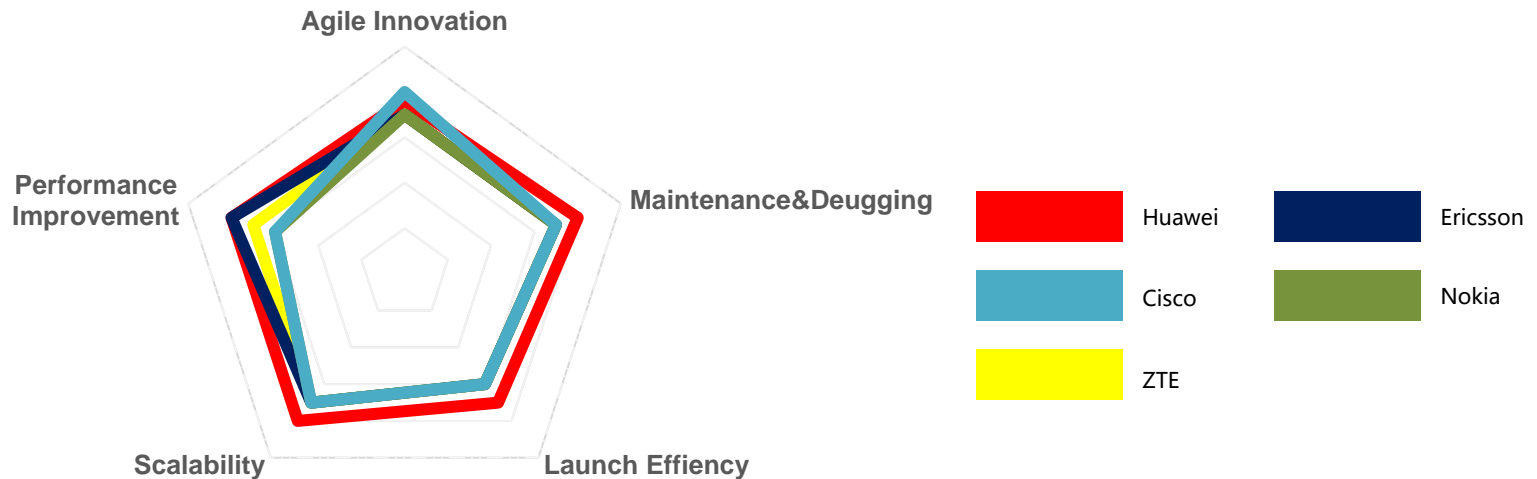 Agile Innovation
Performance
Improvement
Maintenance&Deugging
Scalability
Launch Effiency
Huawei
Ericsson
Cisco
Nokia
ZTE